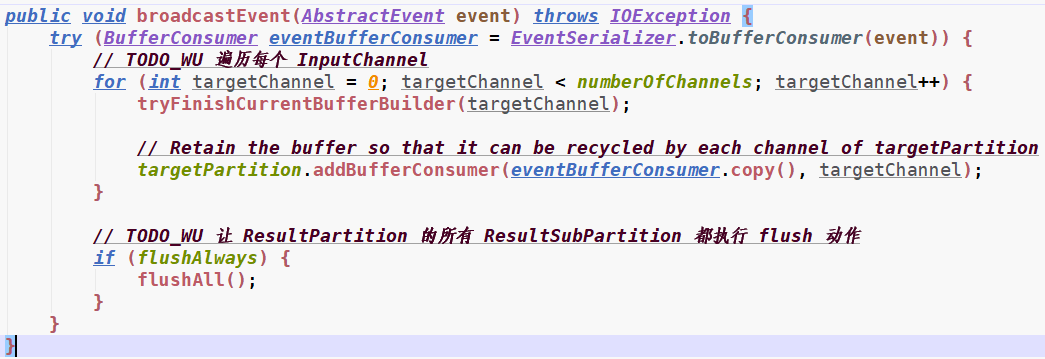 public void broadcastEvent(AbstractEvent event) throws IOException {
    try (BufferConsumer eventBufferConsumer = EventSerializer.toBufferConsumer(event)) {
        // TODO_WU 遍历每个 InputChannel
        for (int targetChannel = 0; targetChannel < numberOfChannels; targetChannel++) {
            tryFinishCurrentBufferBuilder(targetChannel);
            // Retain the buffer so that it can be recycled by each channel of targetPartition
            targetPartition.addBufferConsumer(eventBufferConsumer.copy(), targetChannel);
        }
        // TODO_WU 让 ResultPartition 的所有 ResultSubPartition 都执行 flush 动作
        if (flushAlways) {
            flushAll();
        }
    }
}